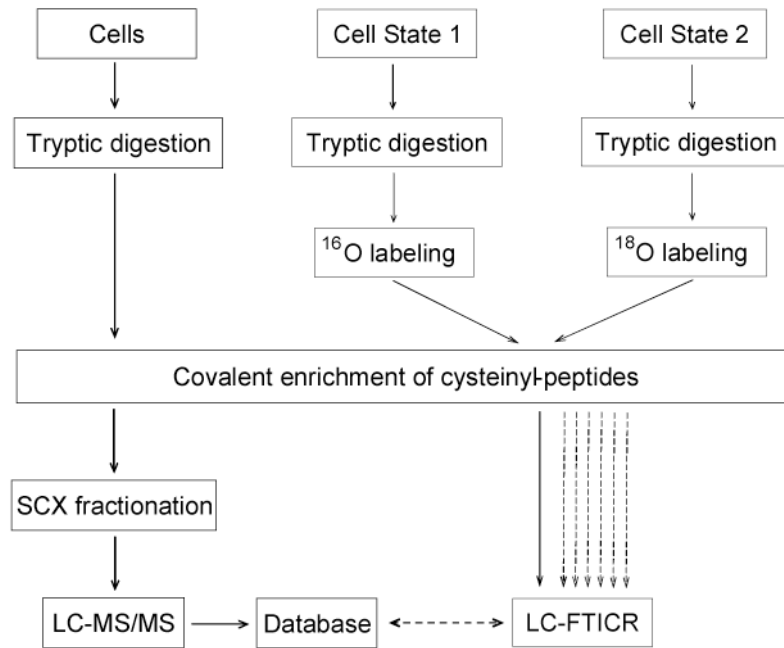 Cells
Cell State 1
Cell State 2
Tryptic digestion
Tryptic digestion
Tryptic digestion
¹⁶O labeling
¹⁸O labeling
Covalent enrichment of cysteinyl-peptides
SCX fractionation
LC-MS/MS
Database
LC-FTICR